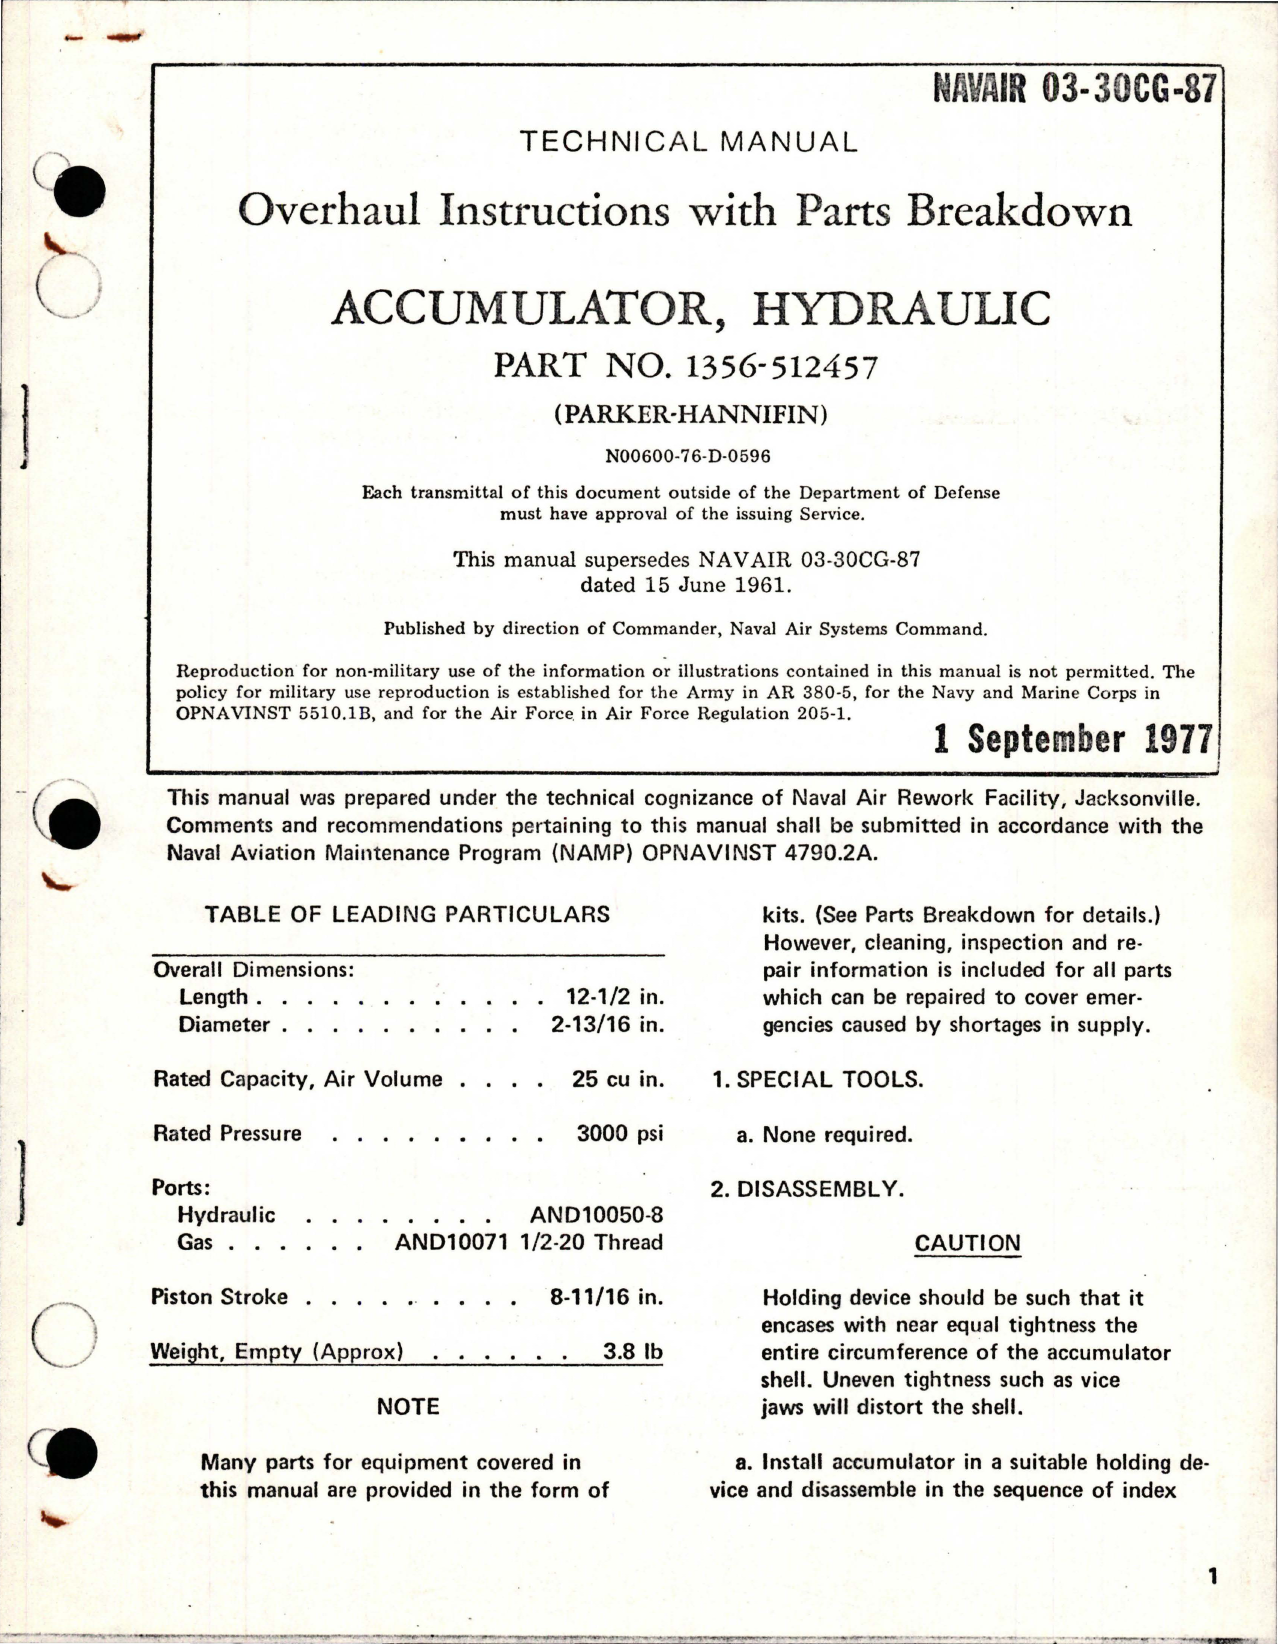 NAVAIR 03-30CG-87
TECHNICAL MANUAL
Overhaul Instructions with Parts Breakdown
ACCUMULATOR, HYDRAULIC
PART NO. 1356-512457
(PARKER-HANNIFIN)
N00600-76-D-0596
Each transmittal of this document outside of the Department of Defense
must have approval of the issuing Service.
This manual supersedes NAVAIR 03-30CG-87
dated 15 June 1961.
Published by direction of Commander, Naval Air Systems Command.
Reproduction for non-military use of the information or illustrations contained in this manual is not permitted. The
policy for military use reproduction is established for the Army in AR 380-5, for the Navy and Marine Corps in
OPNAVINST 5510.1B, and for the Air Force in Air Force Regulation 205-1.
1 September 1977
This manual was prepared under the technical cognizance of Naval Air Rework Facility, Jacksonville.
Comments and recommendations pertaining to this manual shall be submitted in accordance with the
Naval Aviation Maintenance Program (NAMP) OPNAVINST 4790.2A.
TABLE OF LEADING PARTICULARS
Overall Dimensions:
Length . . . . . . . . . . . . . 12-1/2 in.
Diameter . . . . . . . . . . 2-13/16 in.
Rated Capacity, Air Volume . . . . 25 cu in.
Rated Pressure . . . . . . . . . 3000 psi
Ports:
Hydraulic . . . . . . . . AND10050-8
Gas . . . . . . AND10071 1/2-20 Thread
Piston Stroke . . . . . . . . . 8-11/16 in.
Weight, Empty (Approx) . . . . . . 3.8 lb
NOTE
Many parts for equipment covered in
this manual are provided in the form of
kits. (See Parts Breakdown for details.)
However, cleaning, inspection and re-
pair information is included for all parts
which can be repaired to cover emer-
gencies caused by shortages in supply.
1. SPECIAL TOOLS.
a. None required.
2. DISASSEMBLY.
CAUTION
Holding device should be such that it
encases with near equal tightness the
entire circumference of the accumulator
shell. Uneven tightness such as vice
jaws will distort the shell.
a. Install accumulator in a suitable holding de-
vice and disassemble in the sequence of index
1